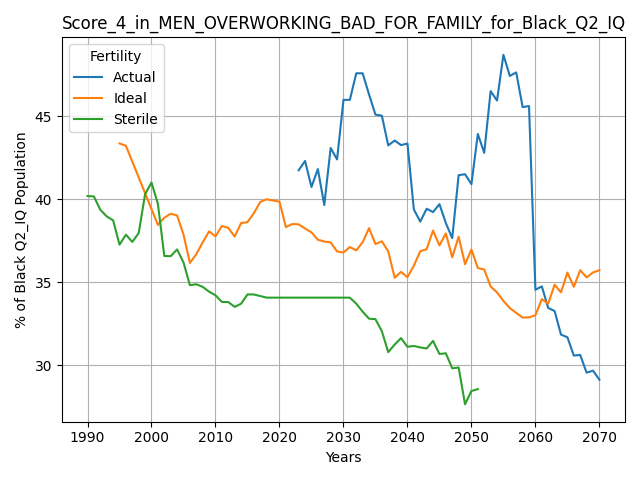 Score_4_in_MEN_OVERWORKING_BAD_FOR_FAMILY_for_Black_Q2_IQ
Fertility
Actual
Ideal
Sterile
% of Black Q2_IQ Population
45
40
35
30
1990 2000 2010 2020 2030 2040 2050 2060 2070
Years